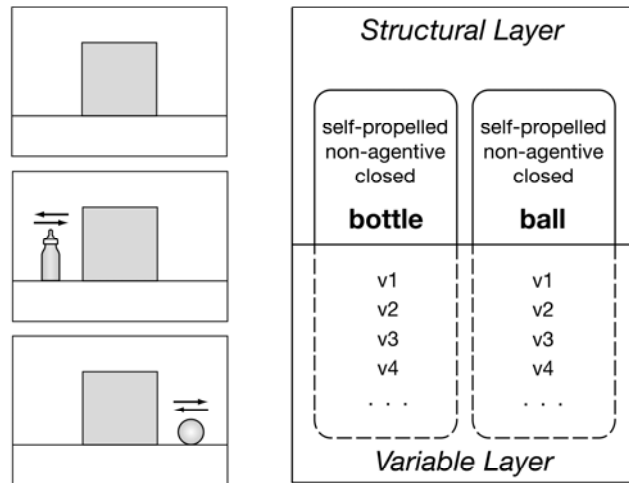 Structural Layer
self-propelled
non-agentive
closed
bottle
self-propelled
non-agentive
closed
ball
v1
v2
v3
v4
. . .
v1
v2
v3
v4
. . .
Variable Layer